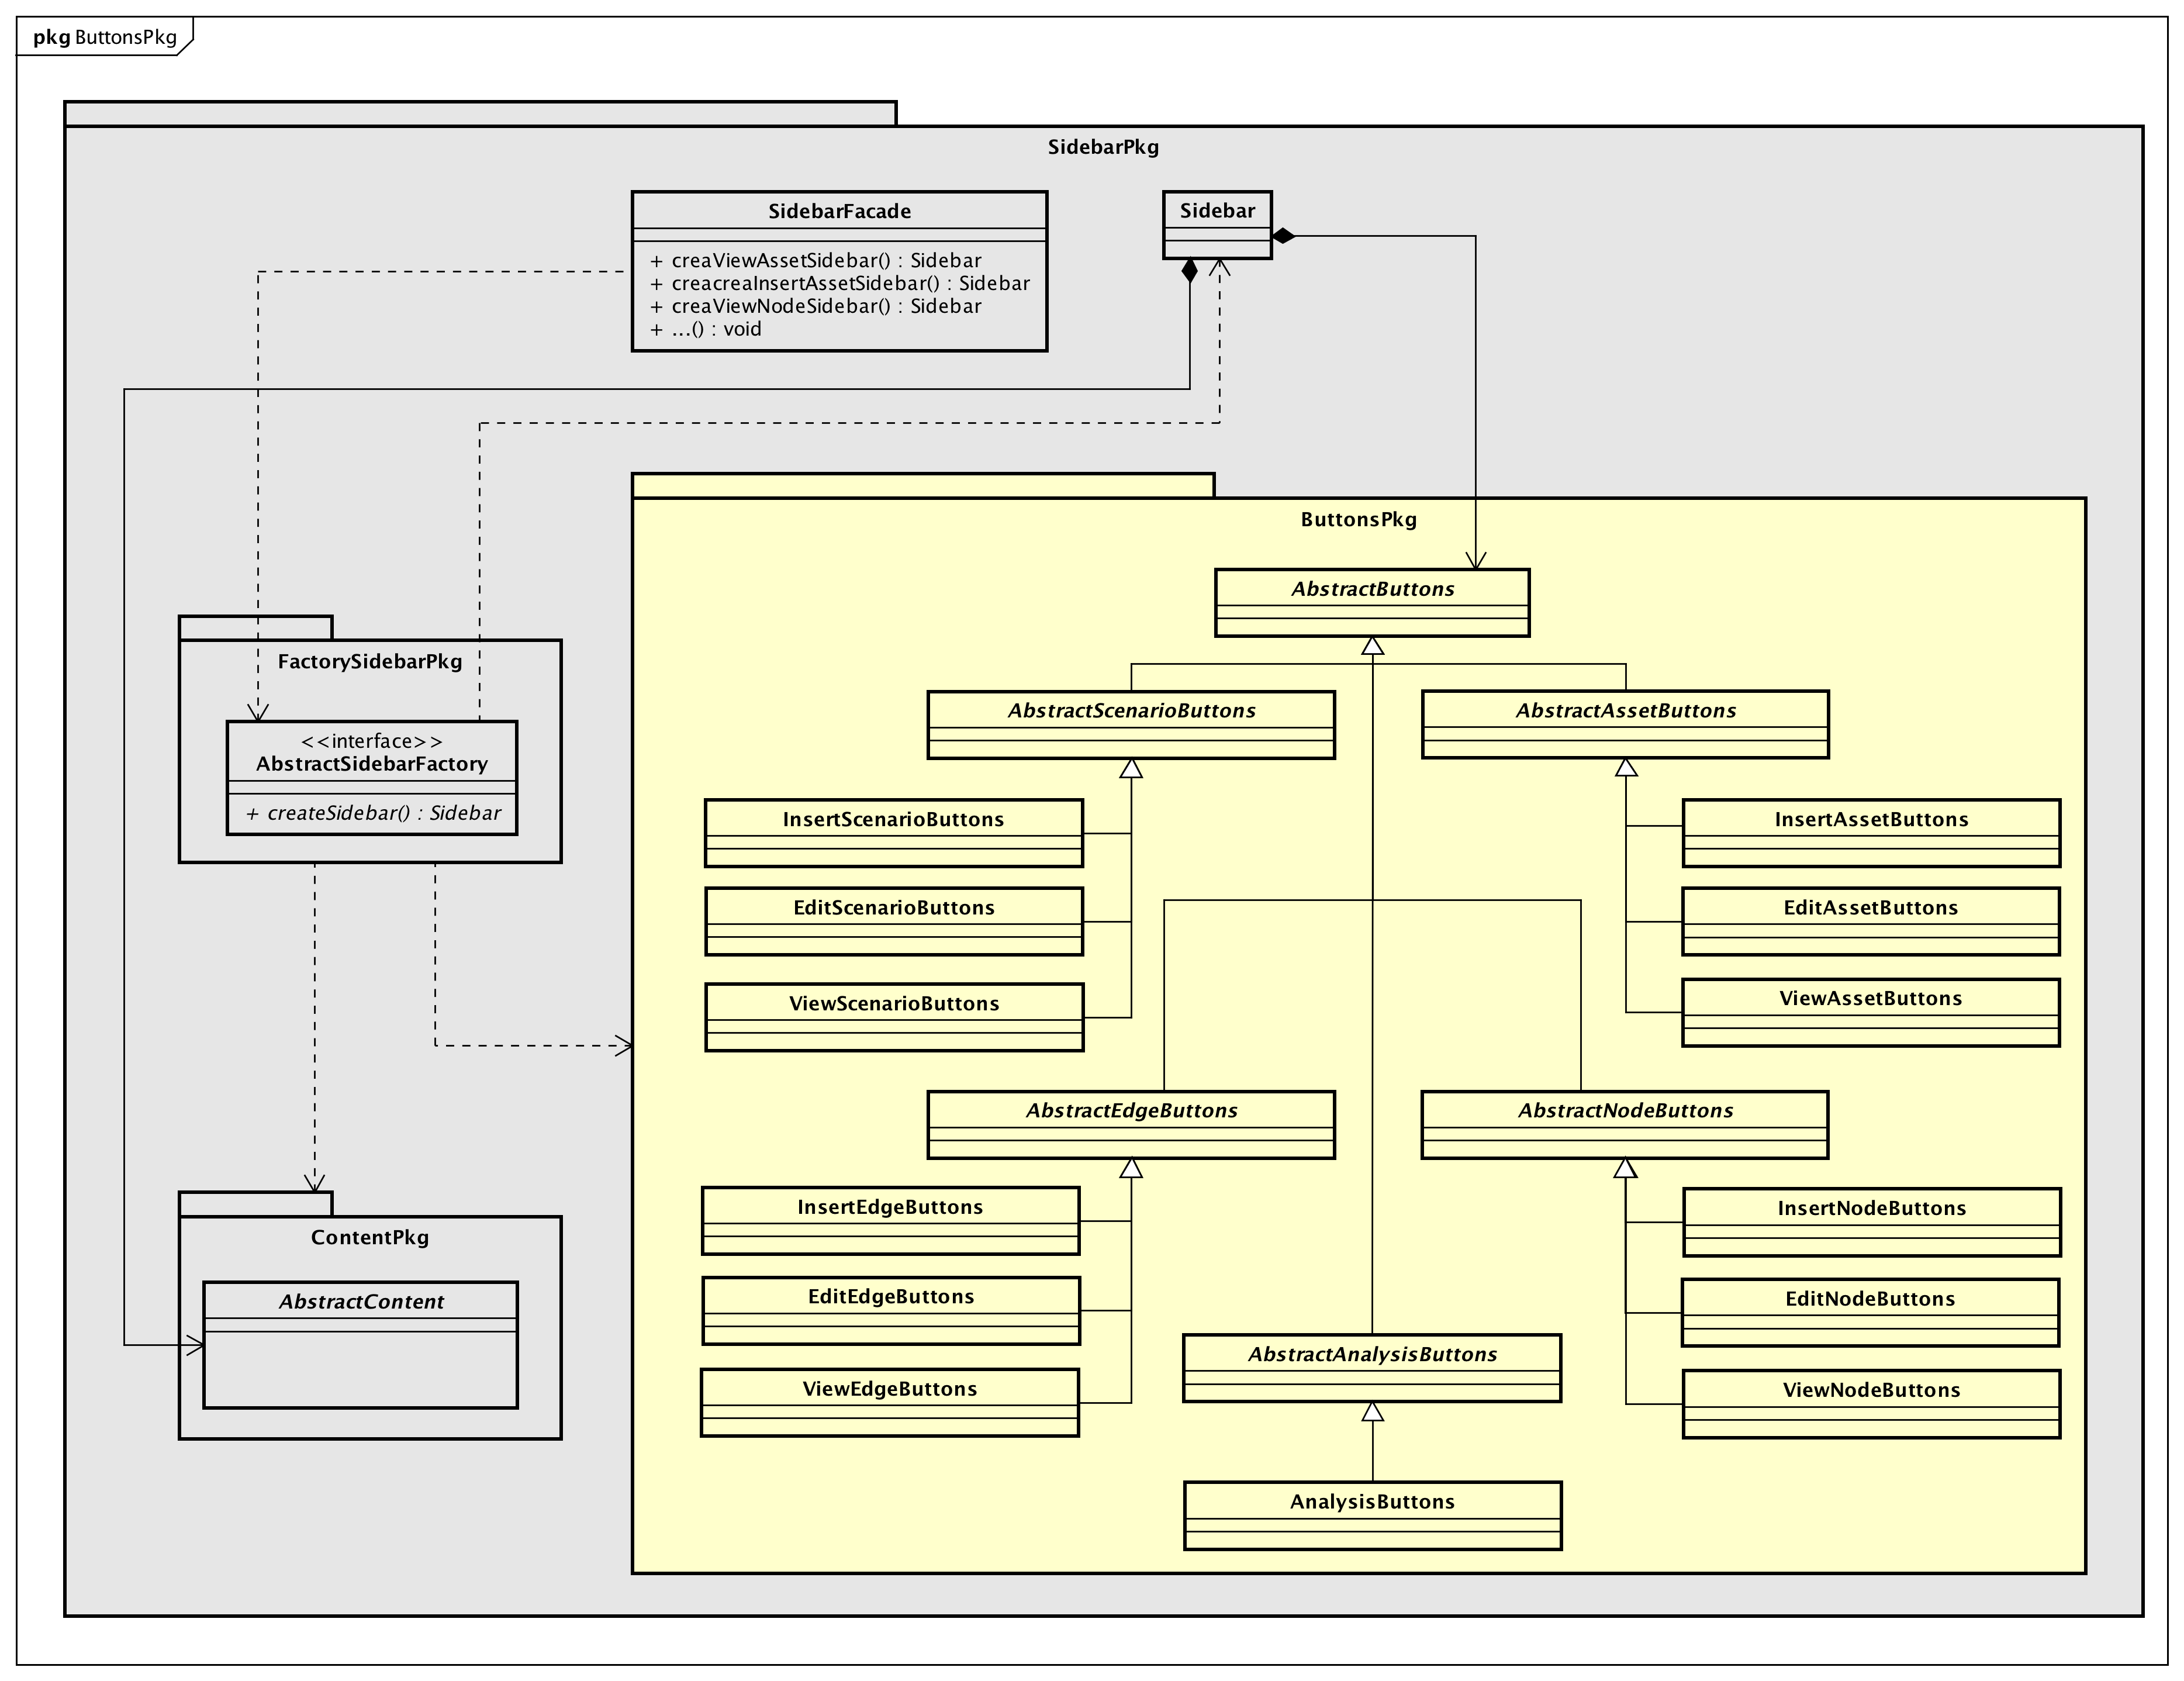 pkg ButtonsPkg
SidebarPkg
SidebarFacade
+ creaViewAssetSidebar() : Sidebar
+ creacreaInsertAssetSidebar() : Sidebar
+ creaViewNodeSidebar() : Sidebar
+ ...() : void
Sidebar
ButtonsPkg
AbstractButtons
FactorySidebarPkg
<<interface>>
AbstractSidebarFactory
+ createSidebar() : Sidebar
AbstractScenarioButtons
AbstractAssetButtons
InsertScenarioButtons
InsertAssetButtons
EditScenarioButtons
EditAssetButtons
ViewScenarioButtons
ViewAssetButtons
AbstractEdgeButtons
AbstractNodeButtons
InsertEdgeButtons
InsertNodeButtons
ContentPkg
AbstractContent
EditEdgeButtons
EditNodeButtons
AbstractAnalysisButtons
ViewEdgeButtons
ViewNodeButtons
AnalysisButtons